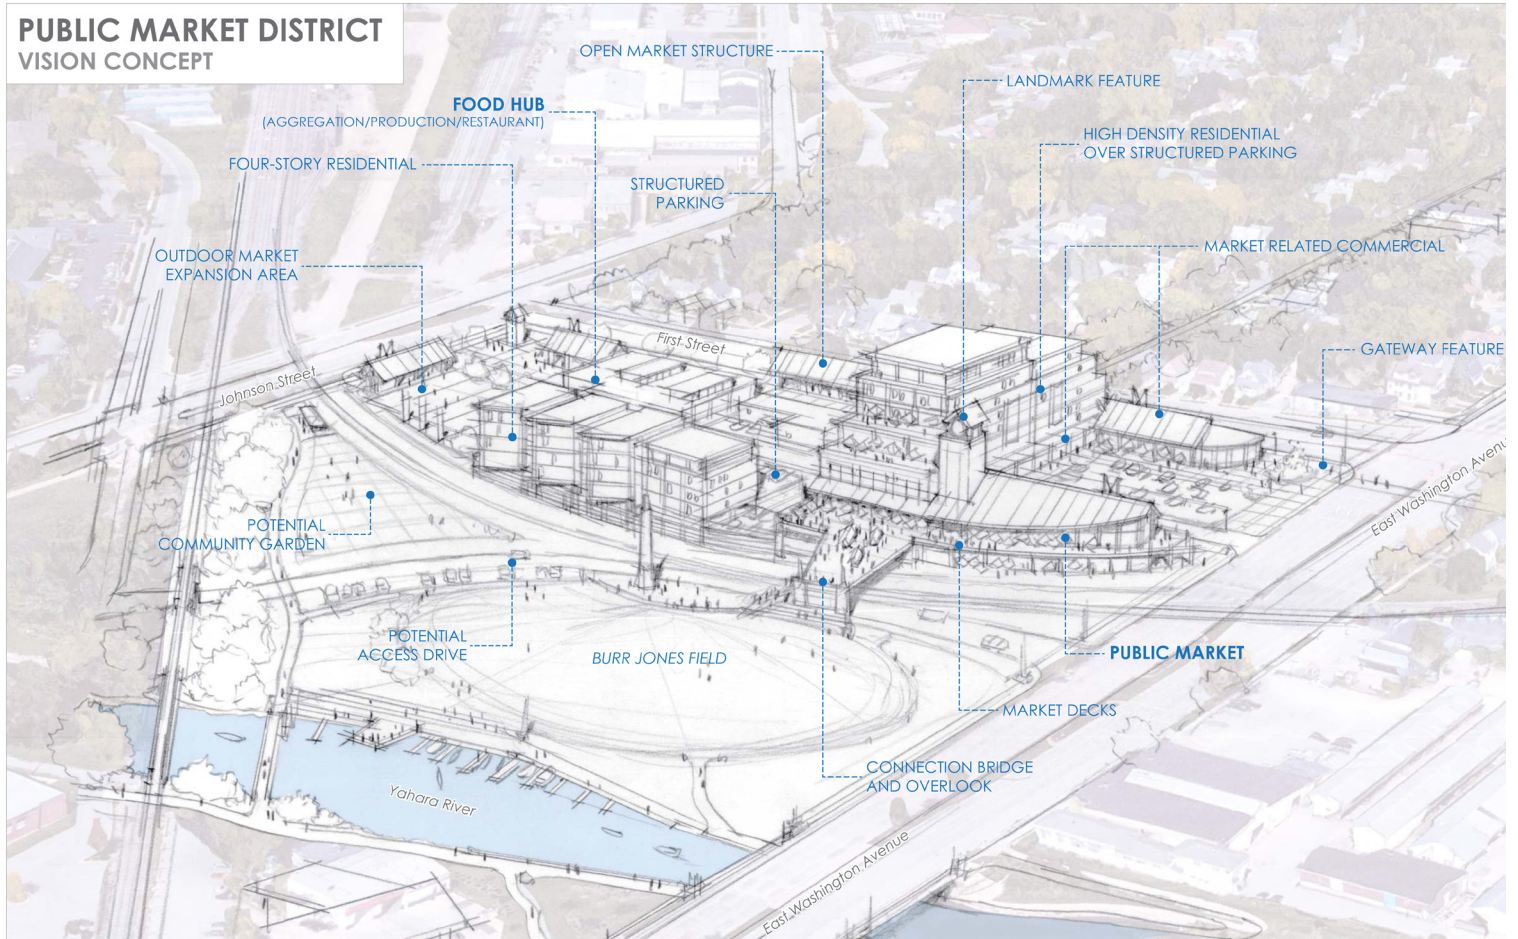 PUBLIC MARKET DISTRICT
VISION CONCEPT
OPEN MARKET STRUCTURE
LANDMARK FEATURE
FOOD HUB
(AGGREGATION/PRODUCTION/RESTAURANT)
HIGH DENSITY RESIDENTIAL
OVER STRUCTURED PARKING
FOUR-STORY RESIDENTIAL
STRUCTURED
PARKING
MARKET RELATED COMMERCIAL
OUTDOOR MARKET
EXPANSION AREA
First Street
GATEWAY FEATURE
Johnson Street
East Washington Avenu
POTENTIAL
COMMUNITY GARDEN
POTENTIAL
ACCESS DRIVE
BURR JONES FIELD
PUBLIC MARKET
MARKET DECKS
CONNECTION BRIDGE
AND OVERLOOK
Yahara River
East Washington Avenue